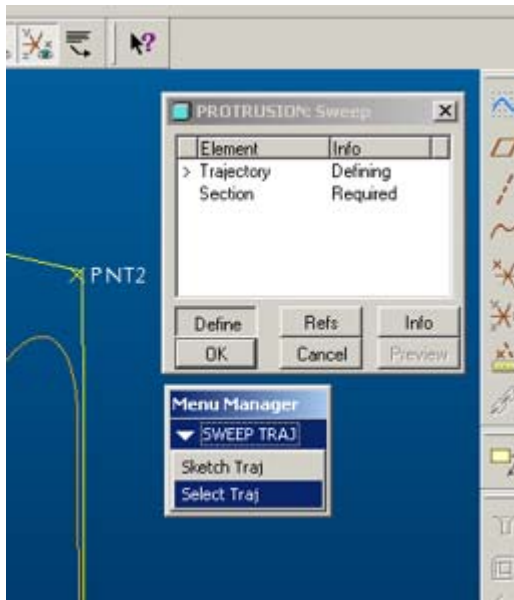 PROTRUSION: Sweep
Element Info
> Trajectory Defining
Section Required
PNT2
Define Refs Info
OK Cancel Preview
Menu Manager
SWEEP TRAJ
Sketch Traj
Select Traj